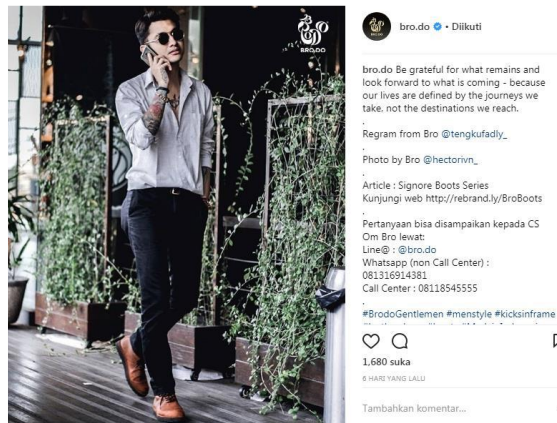 BRO.DO
BRO.DO
bro.do • Diikuti
bro.do Be grateful for what remains and
look forward to what is coming - because
our lives are defined by the journeys we
take, not the destinations we reach.
.
Regram from Bro @tengkufadly_
.
Photo by Bro @hectorivn_
.
Article : Signore Boots Series
Kunjungi web http://rebrand.ly/BroBoots
.
Pertanyaan bisa disampaikan kepada CS
Om Bro lewat:
Line@ : @bro.do
Whatsapp (non Call Center) :
081316914381
Call Center : 08118545555
.
#BrodoGentlemen #menstyle #kicksinframe
1,680 suka
6 HARI YANG LALU
Tambahkan komentar...